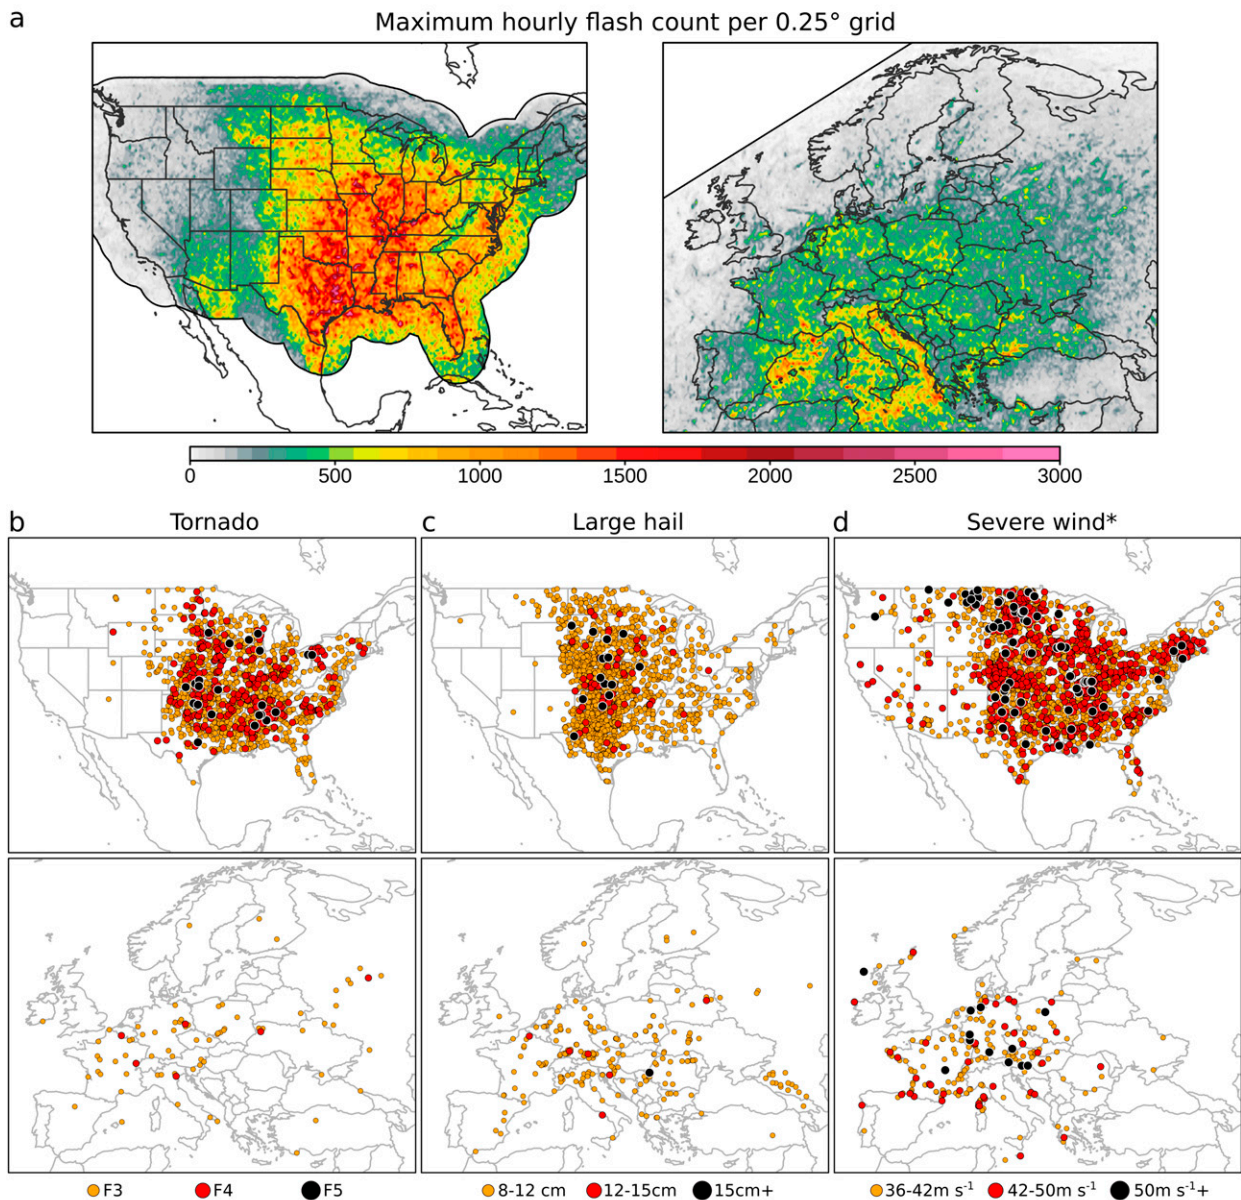 a
Maximum hourly flash count per 0.25° grid
0 500 1000 1500 2000 2500 3000
b Tornado
c Large hail
d Severe wind*
F3 F4 F5
8-12 cm 12-15cm 15cm+
36-42m s⁻¹ 42-50m s⁻¹ 50m s⁻¹+